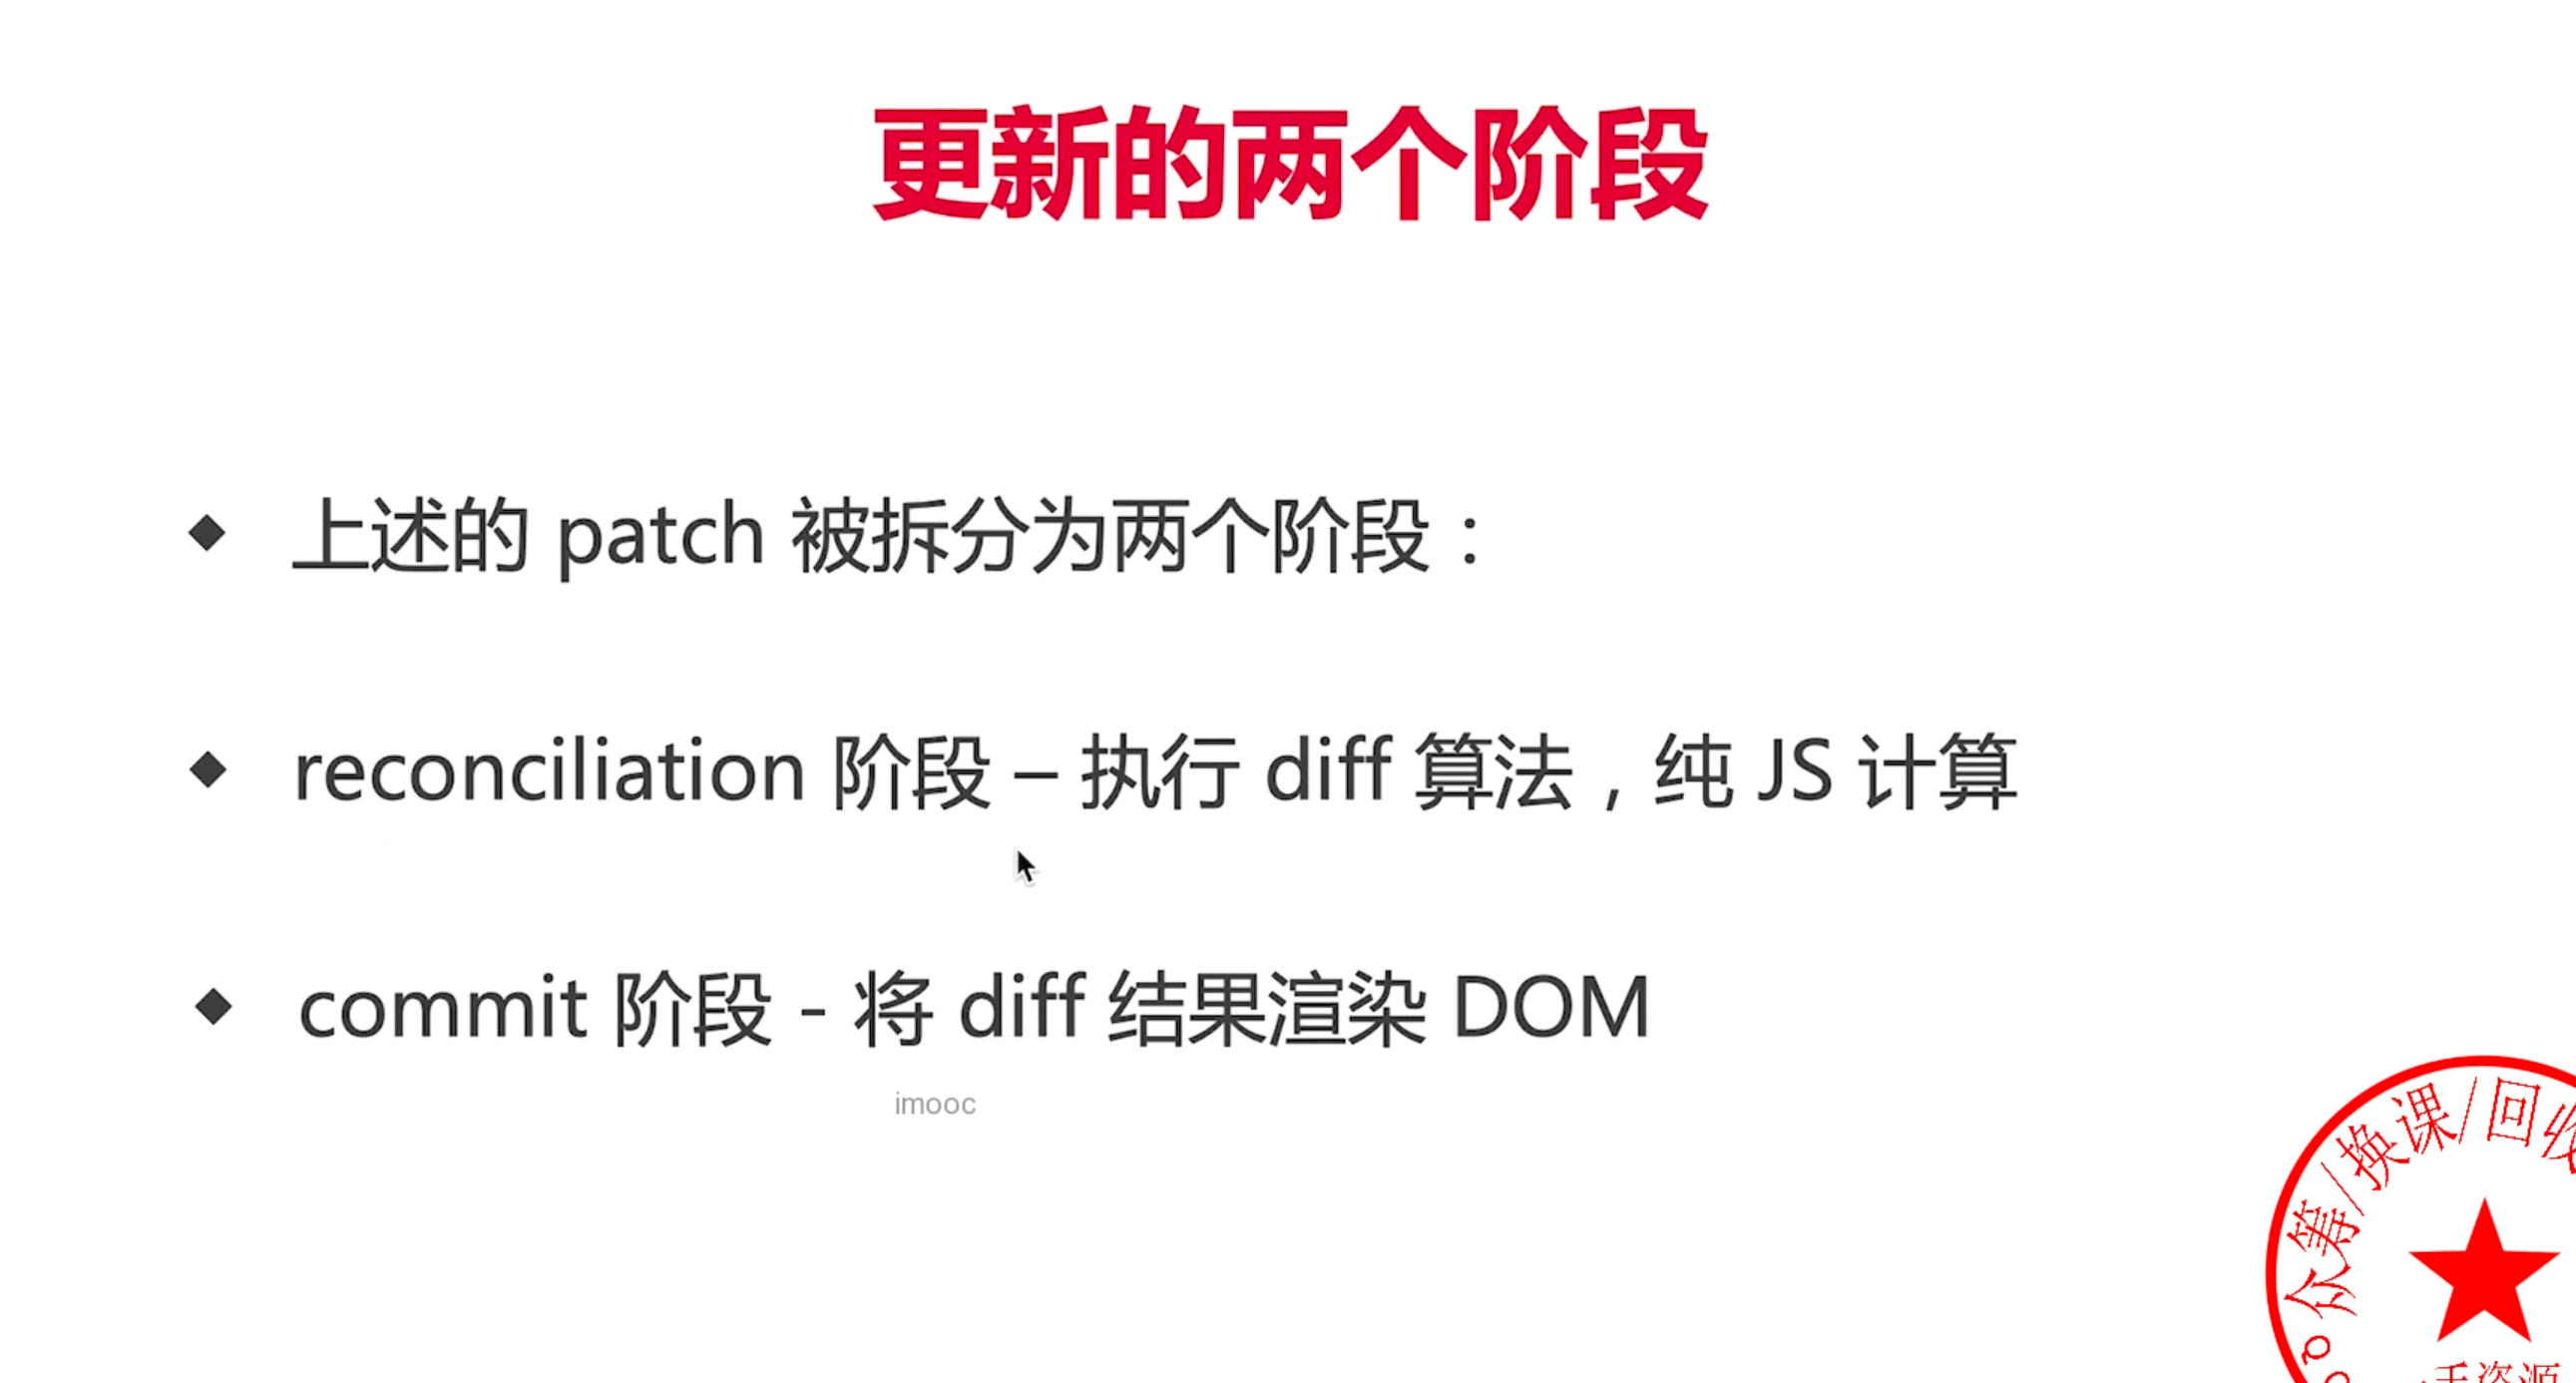 更新的两个阶段
◆ 上述的 patch 被拆分为两个阶段：
◆ reconciliation 阶段 – 执行 diff 算法，纯 JS 计算
◆ commit 阶段 - 将 diff 结果渲染 DOM
imooc
众筹/换课/回收
手资源